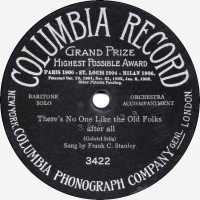 COLUMBIA RECORD
GRAND PRIZE
HIGHEST POSSIBLE AWARD
PARIS 1900 - ST. LOUIS 1904 - MILAN 1906.
BARITONE
SOLO
ORCHESTRA
ACCOMPANIMENT
There's No One Like the Old Folks
after all
(Gabriel Selig)
Sung by Frank C. Stanley
3422
NEW YORK. COLUMBIA PHONOGRAPH COMPANY GENL LONDON.